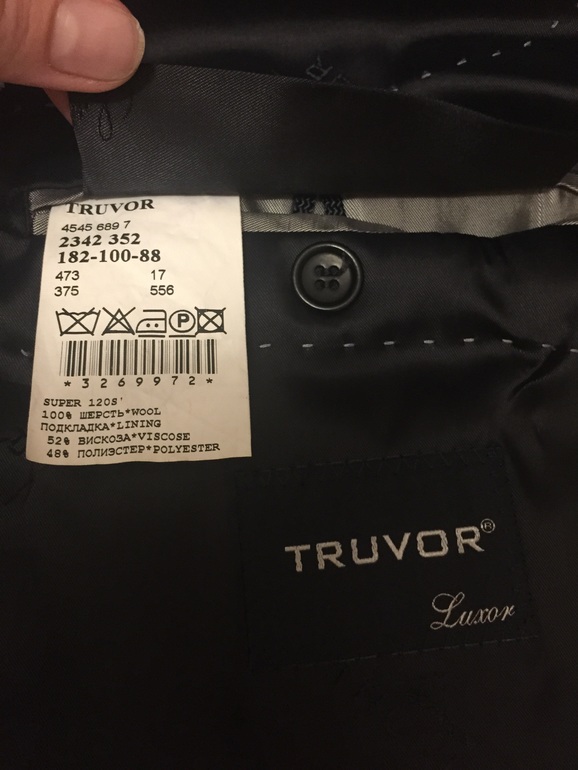 TRUVOR
4545 689 7
2342 352
182-100-88
473 17
375 556
P
*3269972*
SUPER 120S'
100% ШЕРСТЬ*WOOL
ПОДКЛАДКА*LINING
52% ВИСКОЗА*VISCOSE
48% ПОЛИЭСТЕР*POLYESTER
TRUVOR®
Luxor